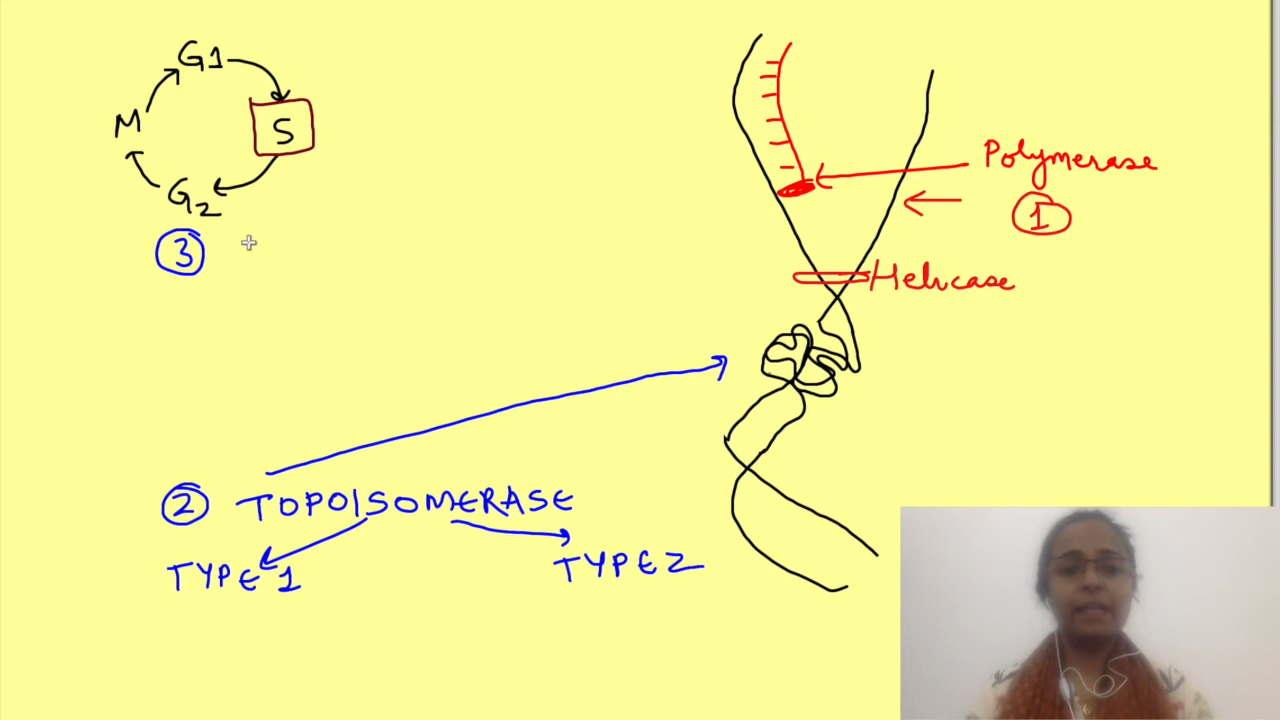 G1
M
S
G2
3
Polymerase
1
Helicase
2 TOPOISOMERASE
TYPE 1
TYPE 2